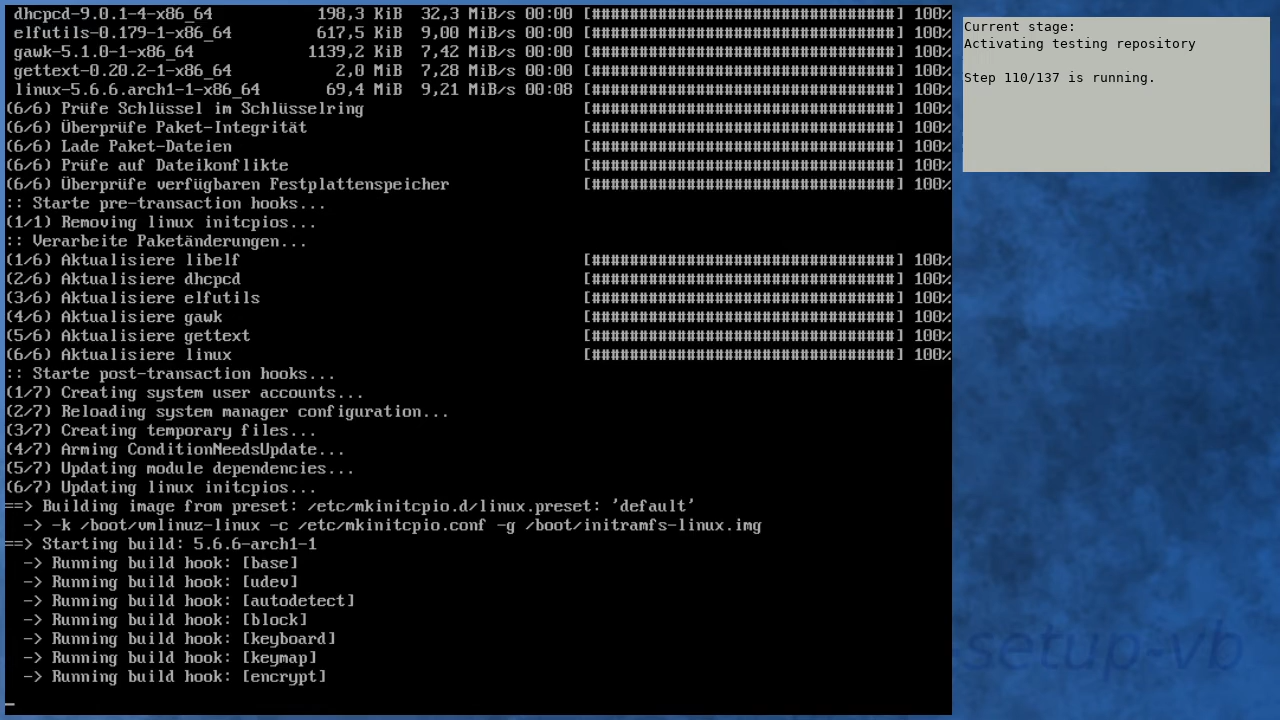 dhcpcd-9.0.1-4-x86_64 198,3 KiB 32,3 MiB/s 00:00 [################################] 100%
elfutils-0.179-1-x86_64 617,5 KiB 9,00 MiB/s 00:00 [################################] 100%
gawk-5.1.0-1-x86_64 1139,2 KiB 7,42 MiB/s 00:00 [################################] 100%
gettext-0.20.2-1-x86_64 2,0 MiB 7,28 MiB/s 00:00 [################################] 100%
linux-5.6.6.arch1-1-x86_64 69,4 MiB 9,21 MiB/s 00:08 [################################] 100%
(6/6) Prüfe Schlüssel im Schlüsselring [################################] 100%
(6/6) Überprüfe Paket-Integrität [################################] 100%
(6/6) Lade Paket-Dateien [################################] 100%
(6/6) Prüfe auf Dateikonflikte [################################] 100%
(6/6) Überprüfe verfügbaren Festplattenspeicher [################################] 100%
:: Starte pre-transaction hooks...
(1/1) Removing linux initcpios...
:: Verarbeite Paketänderungen...
(1/6) Aktualisiere libelf [################################] 100%
(2/6) Aktualisiere dhcpcd [################################] 100%
(3/6) Aktualisiere elfutils [################################] 100%
(4/6) Aktualisiere gawk [################################] 100%
(5/6) Aktualisiere gettext [################################] 100%
(6/6) Aktualisiere linux [################################] 100%
:: Starte post-transaction hooks...
(1/7) Creating system user accounts...
(2/7) Reloading system manager configuration...
(3/7) Creating temporary files...
(4/7) Arming ConditionNeedsUpdate...
(5/7) Updating module dependencies...
(6/7) Updating linux initcpios...
==> Building image from preset: /etc/mkinitcpio.d/linux.preset: 'default'
-> -k /boot/vmlinuz-linux -c /etc/mkinitcpio.conf -g /boot/initramfs-linux.img
==> Starting build: 5.6.6-arch1-1
-> Running build hook: [base]
-> Running build hook: [udev]
-> Running build hook: [autodetect]
-> Running build hook: [block]
-> Running build hook: [keyboard]
-> Running build hook: [keymap]
-> Running build hook: [encrypt]
_
Current stage:
Activating testing repository
Step 110/137 is running.
setup-vb